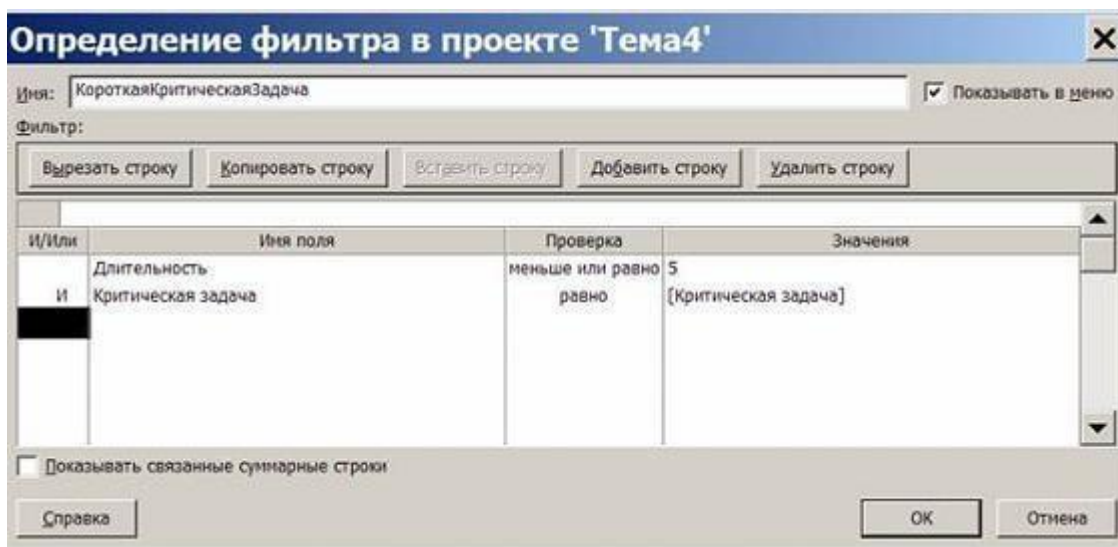 Определение фильтра в проекте 'Тема4'
Имя: КороткаяКритическаяЗадача Показывать в меню
Фильтр:
Вырезать строку Копировать строку Вставить строку Добавить строку Удалить строку
И/Или Имя поля Проверка Значения
Длительность меньше или равно 5
И Критическая задача равно [Критическая задача]
Показывать связанные суммарные строки
Справка ОК Отмена